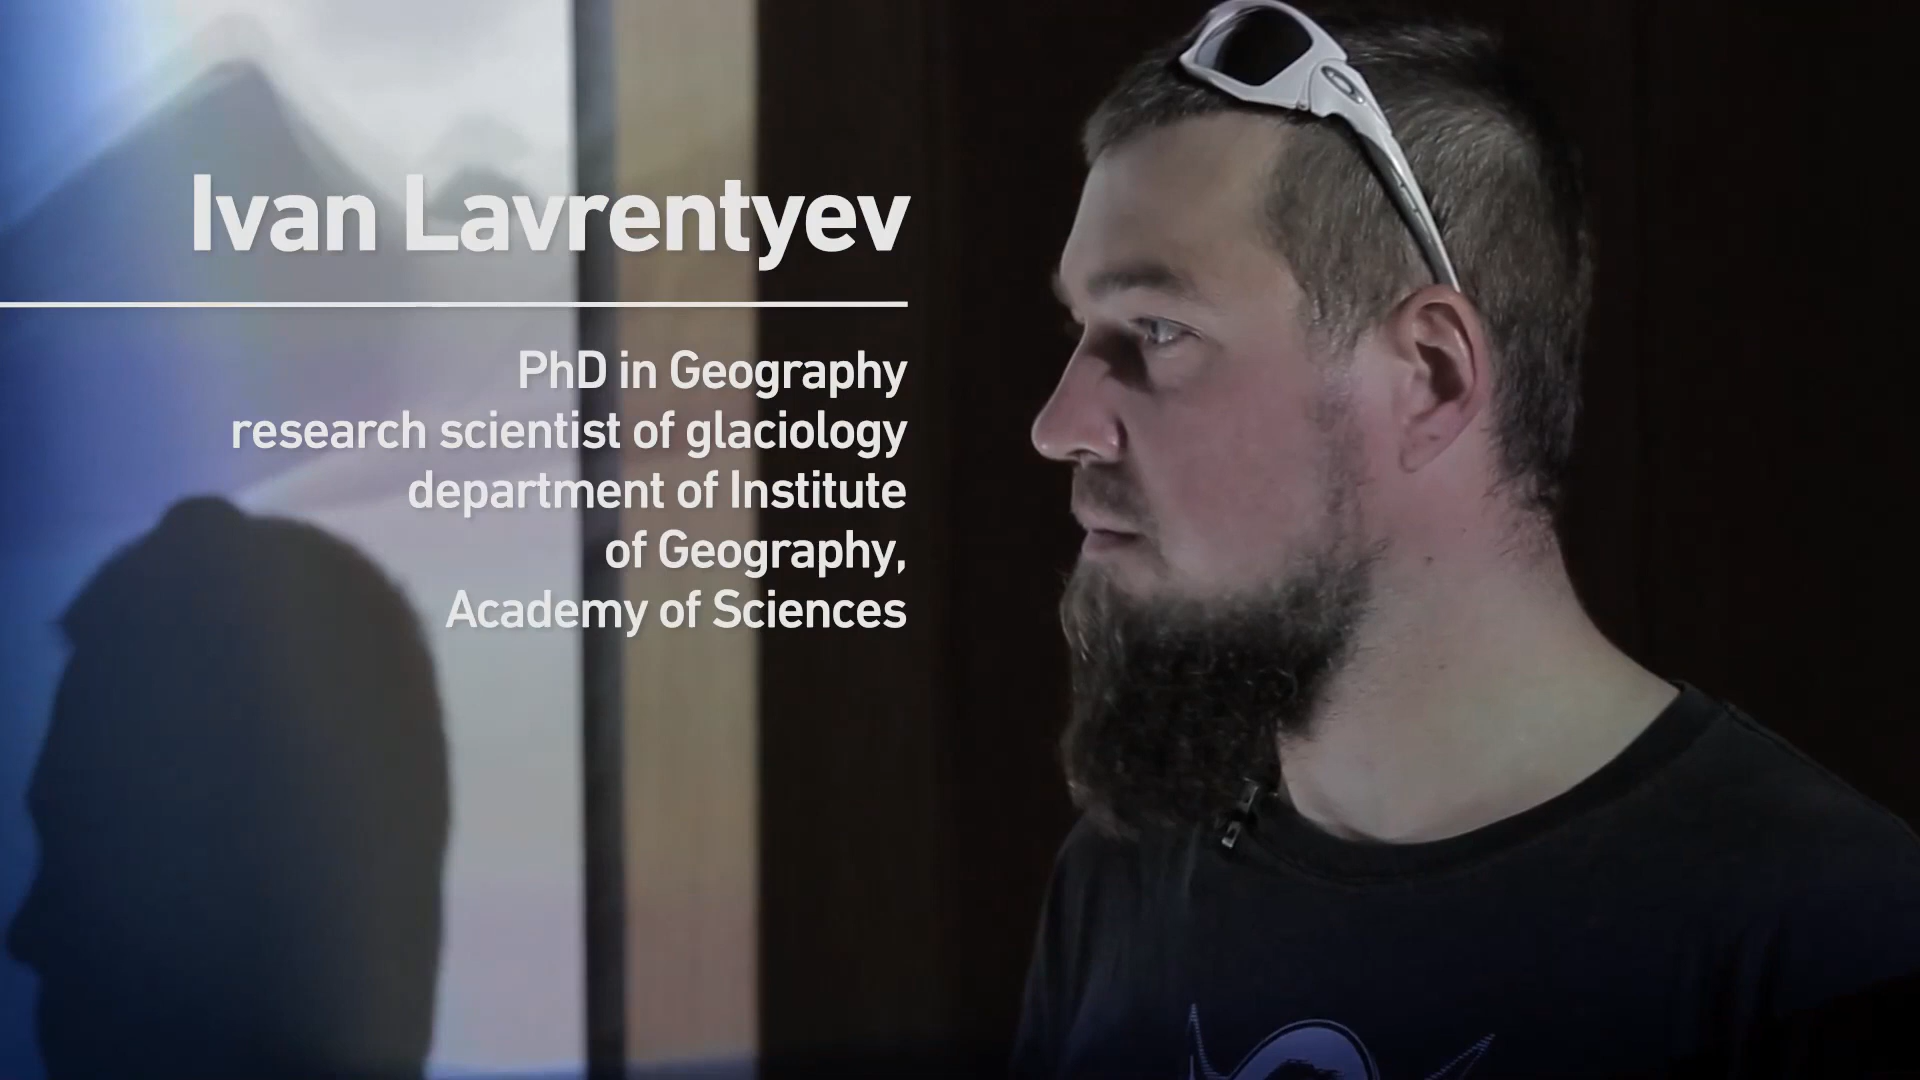 Ivan Lavrentyev
PhD in Geography
research scientist of glaciology
department of Institute
of Geography,
Academy of Sciences